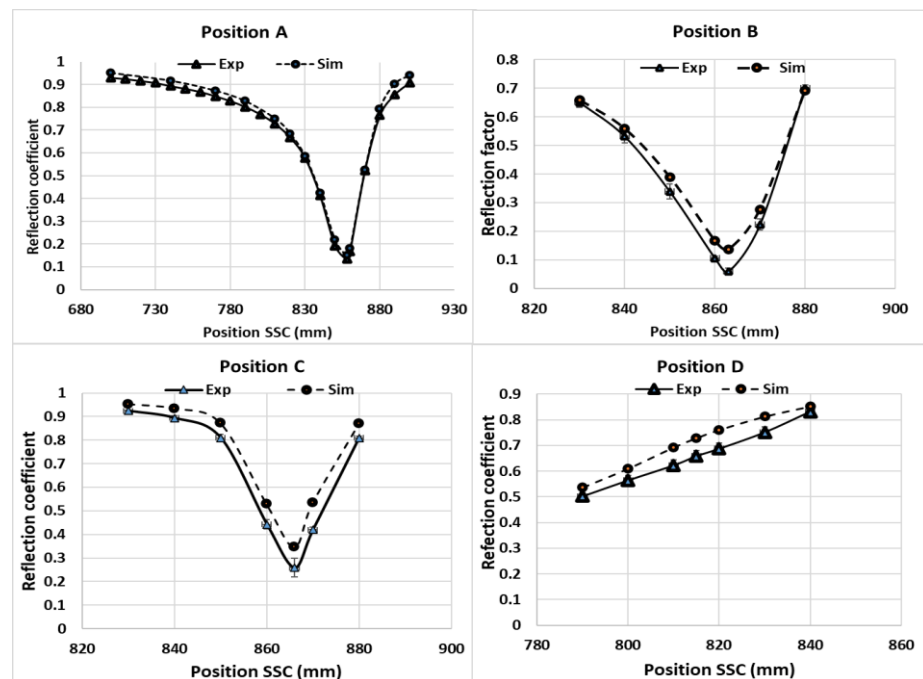 Position A
Exp Sim
Reflection coefficient
1
0.9
0.8
0.7
0.6
0.5
0.4
0.3
0.2
0.1
0
680 730 780 830 880 930
Position SSC (mm)
Position B
Exp Sim
Reflection factor
0.8
0.7
0.6
0.5
0.4
0.3
0.2
0.1
0
820 840 860 880 900
Position SSC (mm)
Position C
Exp Sim
Reflection coefficient
1
0.9
0.8
0.7
0.6
0.5
0.4
0.3
0.2
0.1
0
820 840 860 880 900
Position SSC (mm)
Position D
Exp Sim
Refection coefficient
0.9
0.8
0.7
0.6
0.5
0.4
0.3
0.2
0.1
0
780 800 820 840 860
Position SSC (mm)